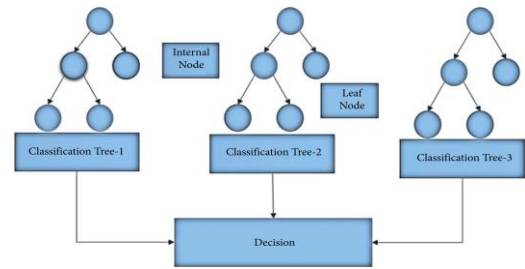 Internal
Node
Leaf
Node
Classification Tree-1
Classification Tree-2
Classification Tree-3
Decision